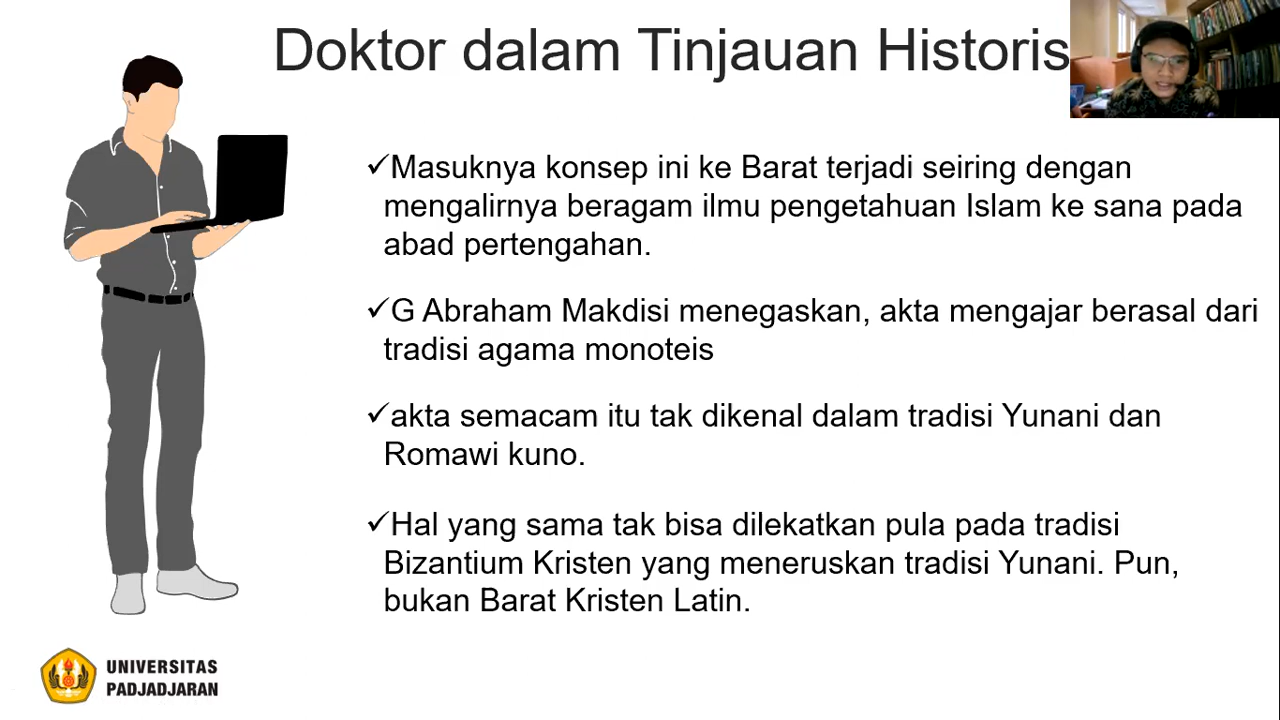 Doktor dalam Tinjauan Historis
✓Masuknya konsep ini ke Barat terjadi seiring dengan
mengalirnya beragam ilmu pengetahuan Islam ke sana pada
abad pertengahan.
✓G Abraham Makdisi menegaskan, akta mengajar berasal dari
tradisi agama monoteis
✓akta semacam itu tak dikenal dalam tradisi Yunani dan
Romawi kuno.
✓Hal yang sama tak bisa dilekatkan pula pada tradisi
Bizantium Kristen yang meneruskan tradisi Yunani. Pun,
bukan Barat Kristen Latin.
UNIVERSITAS
PADJADJARAN